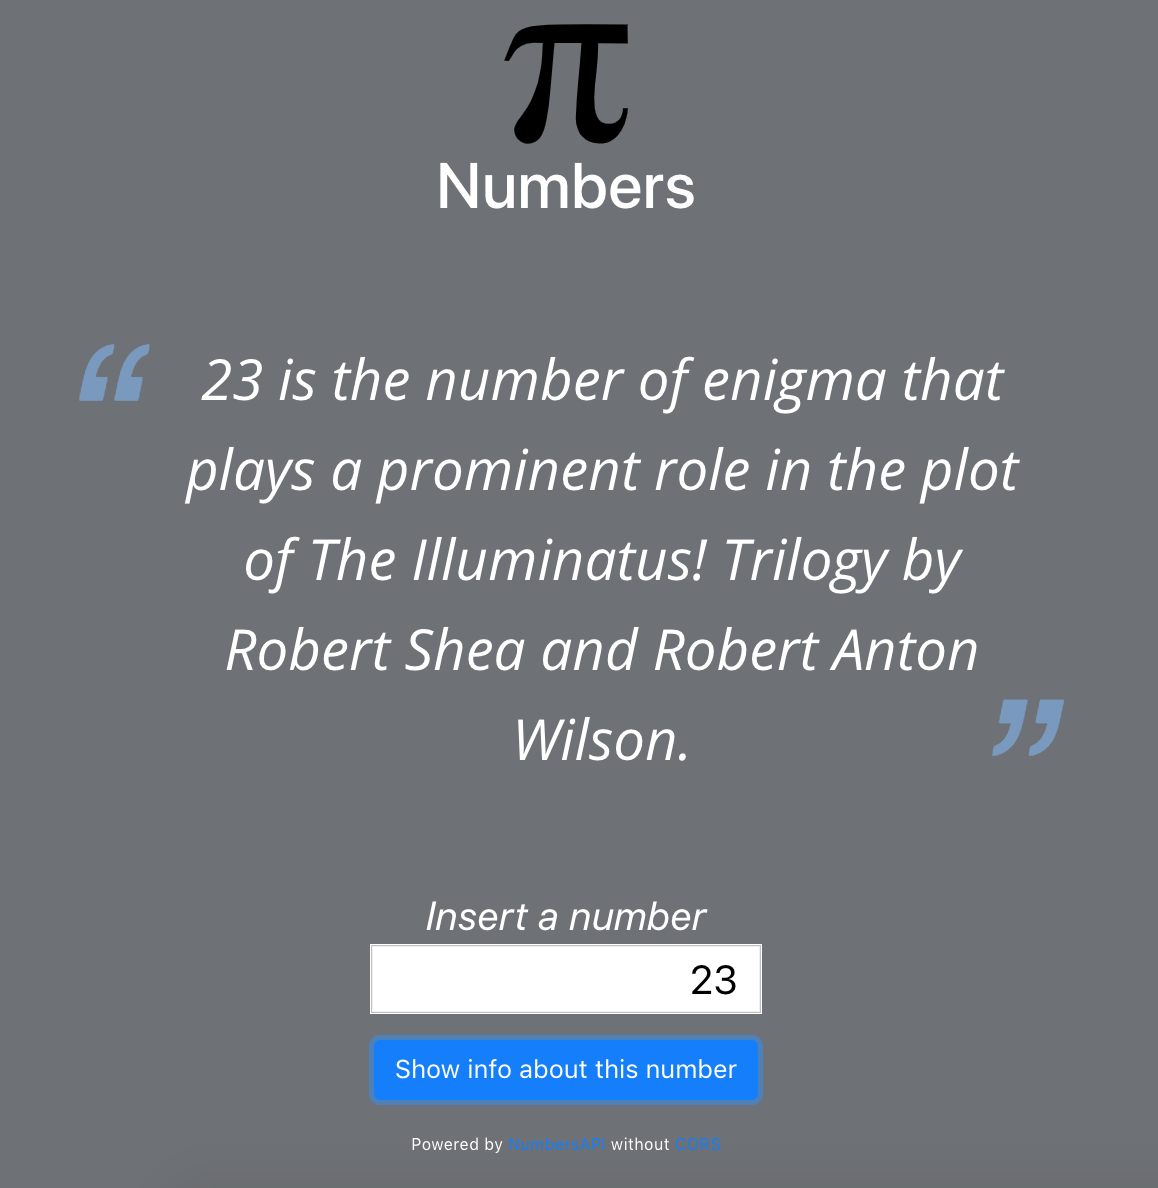 π
Numbers
“ 23 is the number of enigma that
plays a prominent role in the plot
of The Illuminatus! Trilogy by
Robert Shea and Robert Anton
Wilson. ”
Insert a number
23
Show info about this number
Powered by NumbersAPI without CORS